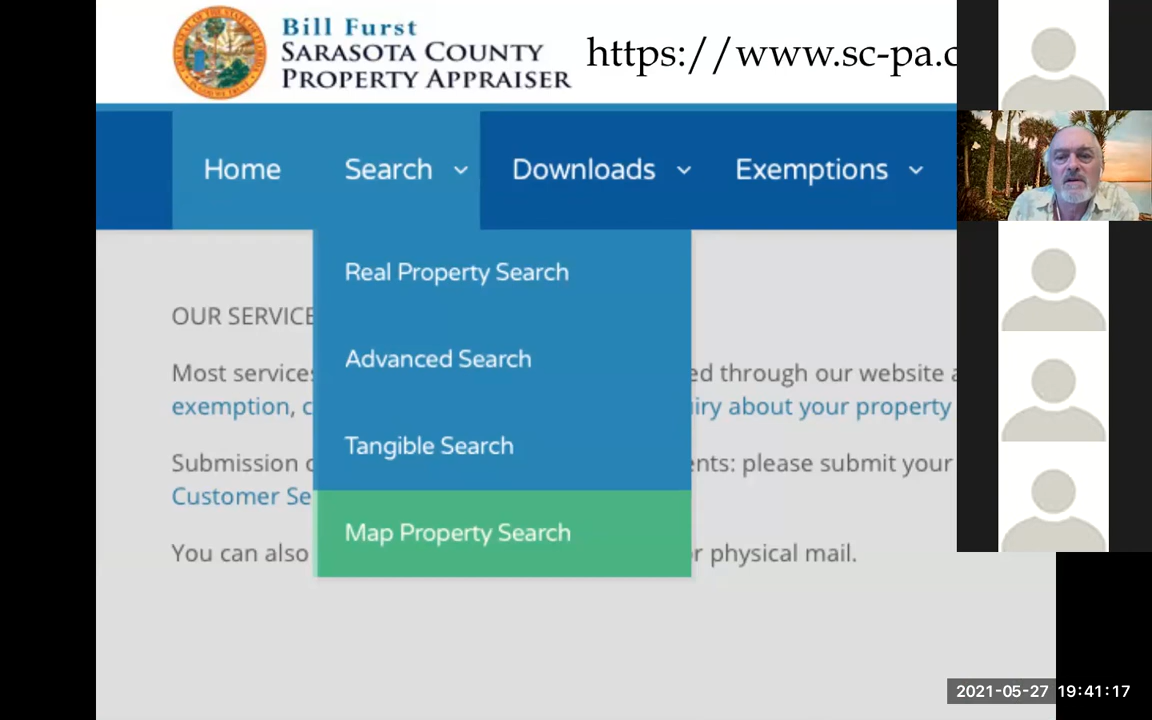 Bill Furst
SARASOTA COUNTY
PROPERTY APPRAISER
https://www.sc-pa.c
Home
Search
Downloads
Exemptions
Real Property Search
OUR SERVICE
Advanced Search
Most services
ed through our website a
exemption, c
iry about your property
Tangible Search
Submission o
ents: please submit your
Customer Se
Map Property Search
You can also
or physical mail.
2021-05-27 19:41:17